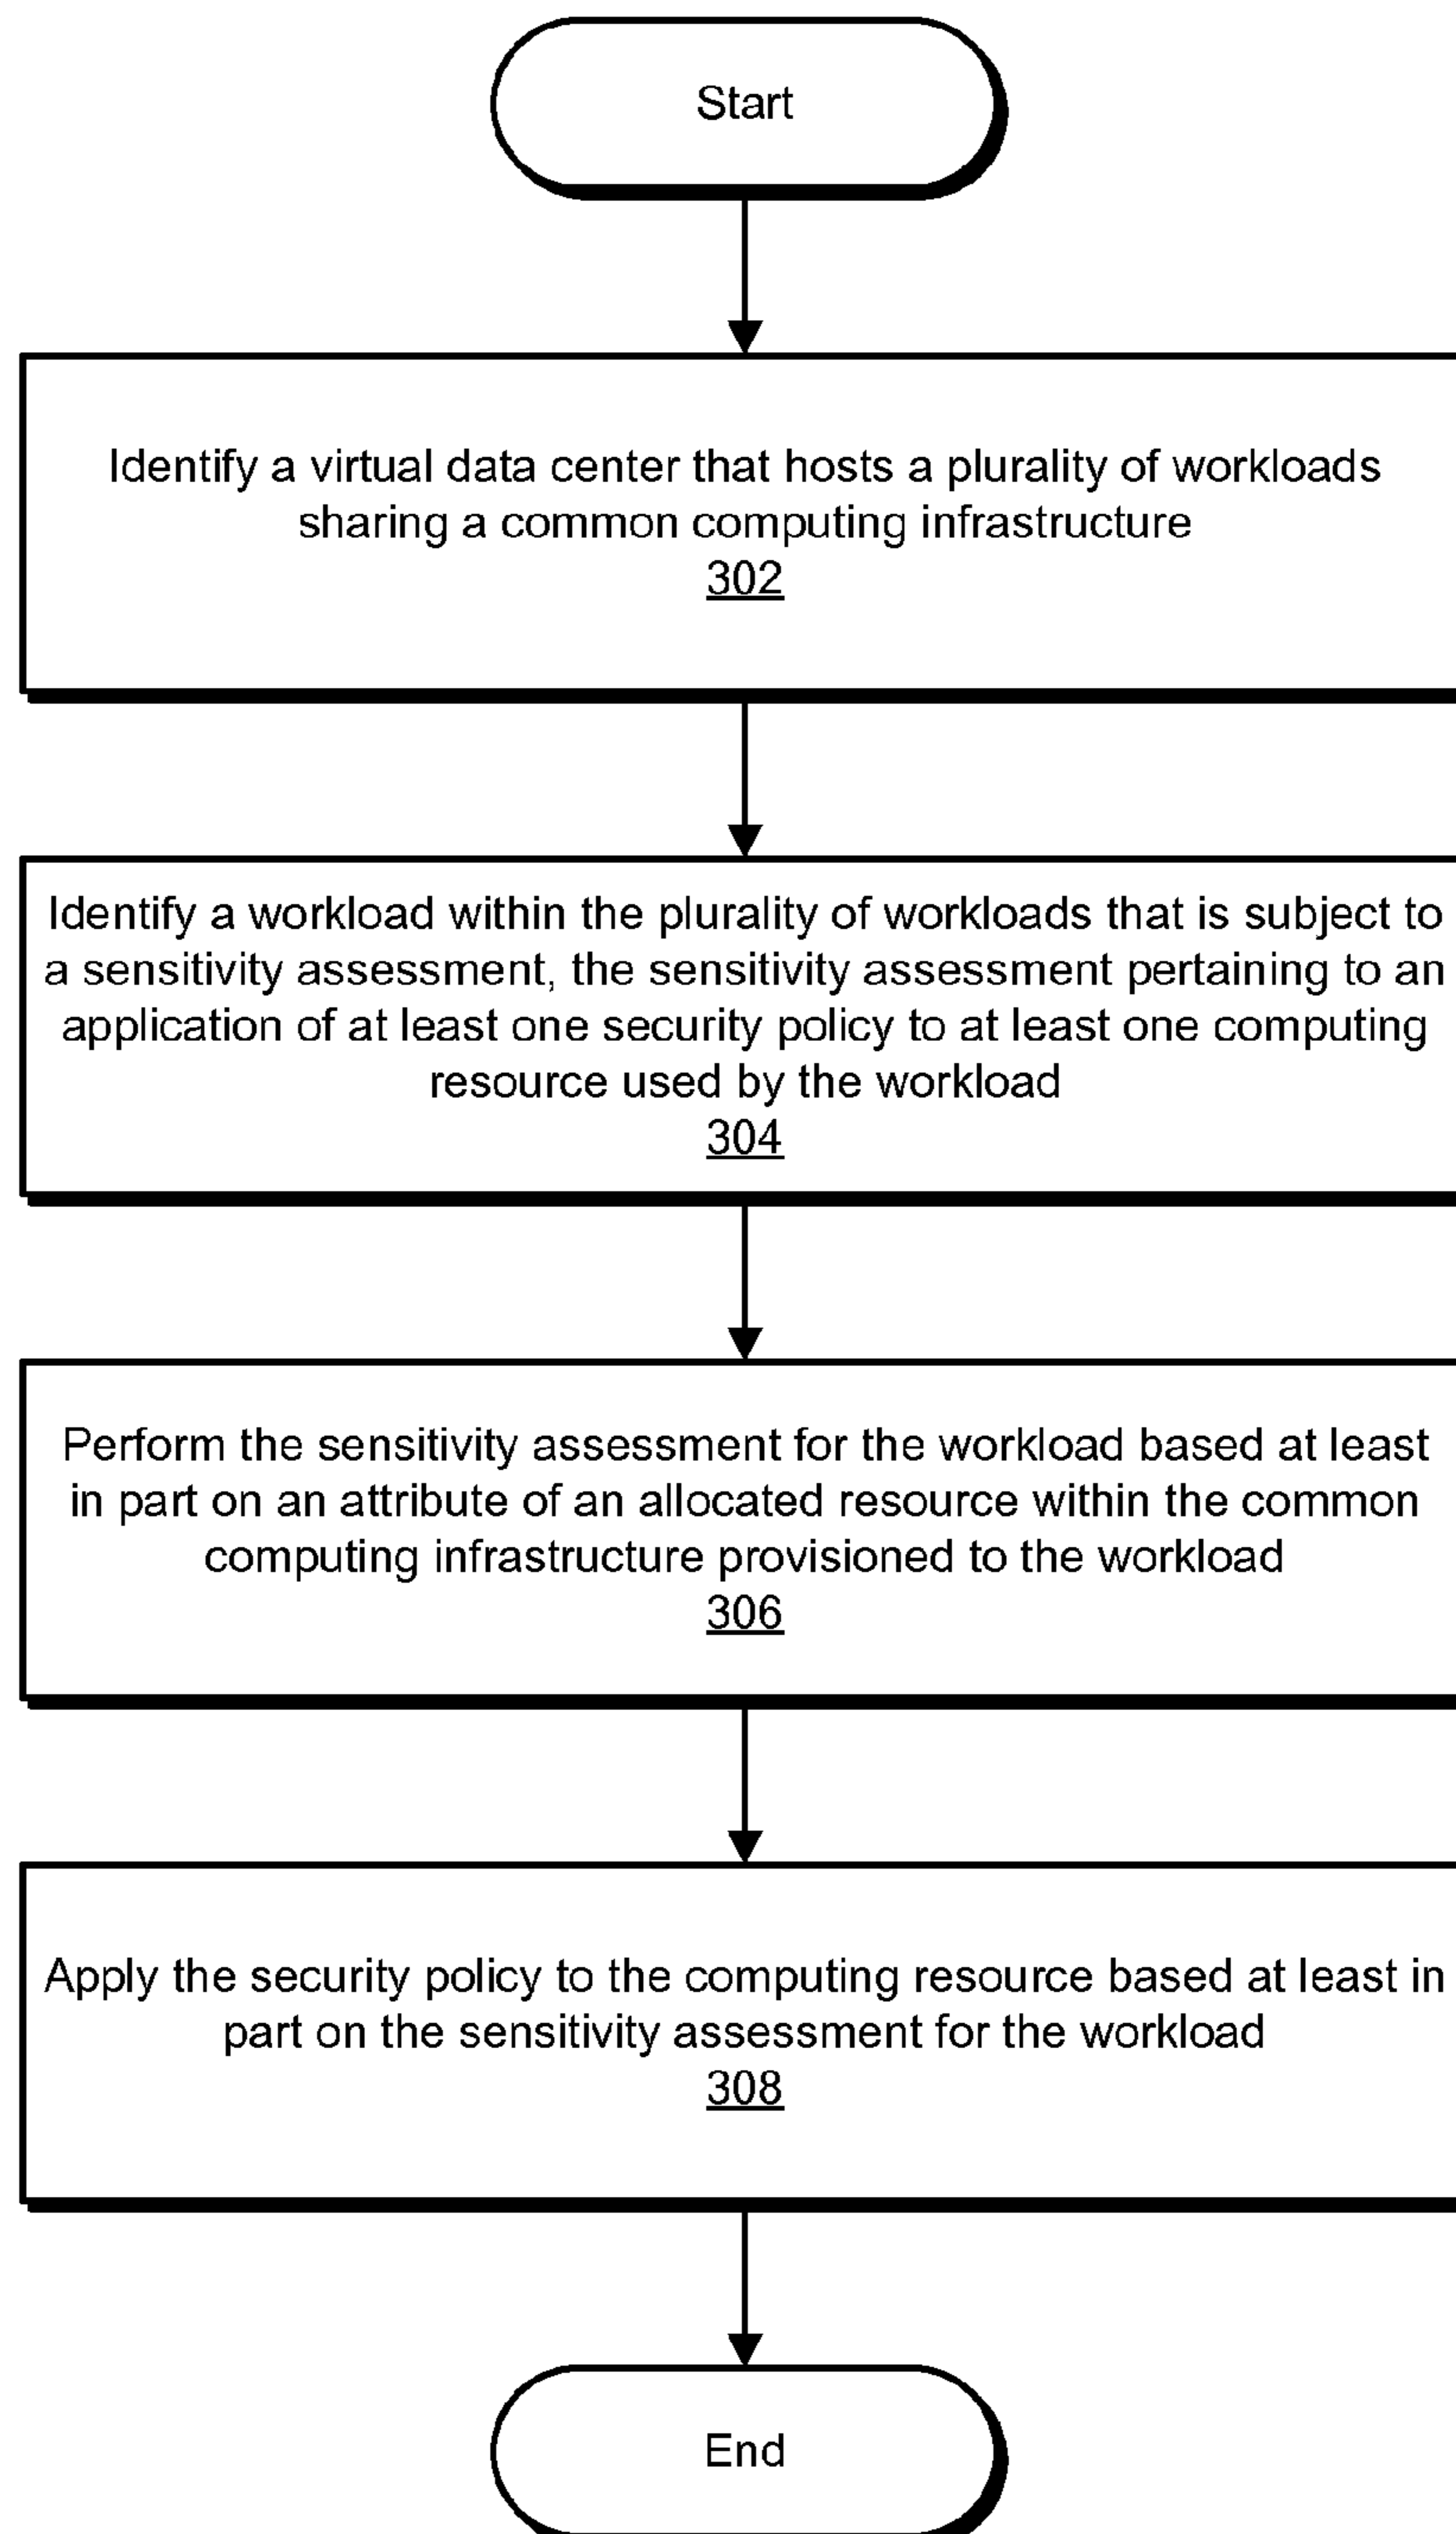 Start
Identify a virtual data center that hosts a plurality of workloads
sharing a common computing infrastructure
302
Identify a workload within the plurality of workloads that is subject to
a sensitivity assessment, the sensitivity assessment pertaining to an
application of at least one security policy to at least one computing
resource used by the workload
304
Perform the sensitivity assessment for the workload based at least
in part on an attribute of an allocated resource within the common
computing infrastructure provisioned to the workload
306
Apply the security policy to the computing resource based at least in
part on the sensitivity assessment for the workload
308
End